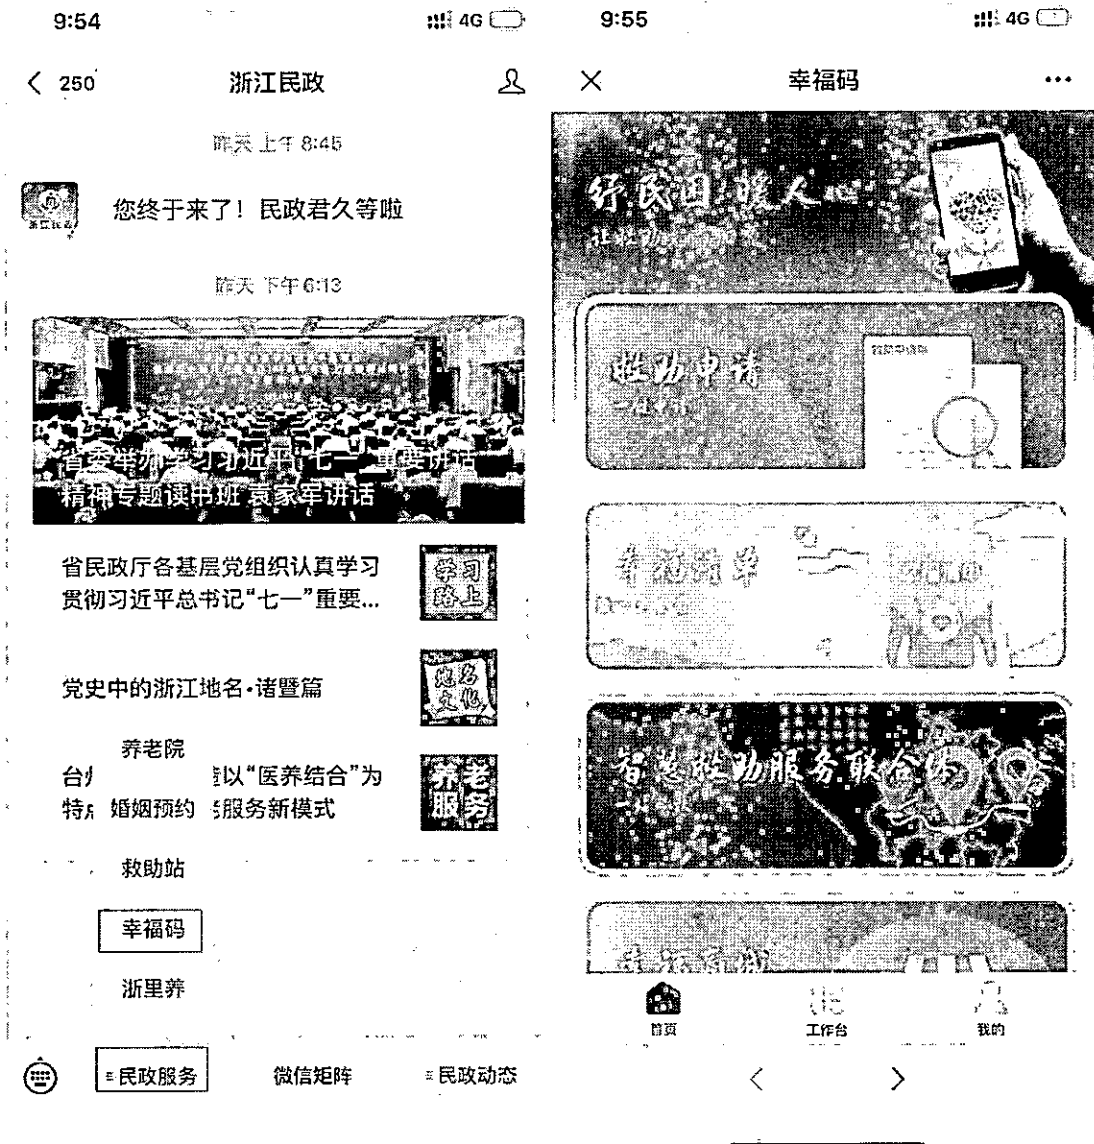 9:54
4G
250
浙江民政
昨天 上午 8:45
您终于来了！民政君久等啦
昨天 下午 6:13
省委举办学习习近平“七一”重要讲话
精神专题读书班 袁家军讲话
省民政厅各基层党组织认真学习
贯彻习近平总书记“七一”重要...
学习
路上
党史中的浙江地名·诸暨篇
地名
文化
以“医养结合”为
特
老服务新模式
养老
服务
养老院
婚姻预约
救助站
幸福码
浙里养
民政服务
微信矩阵
民政动态
9:55
4G
幸福码
救助申请
幸福清单
智慧救助服务联合体
首页
工作台
我的